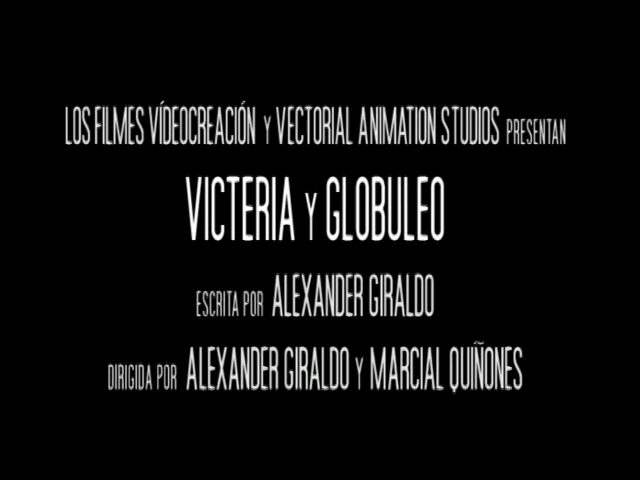 LOS FILMES VÍDEOCREACIÓN Y VECTORIAL ANIMATION STUDIOS PRESENTAN
VICTERIA Y GLOBULEO
ESCRITA POR ALEXANDER GIRALDO
DIRIGIDA POR ALEXANDER GIRALDO Y MARCIAL QUIÑONES